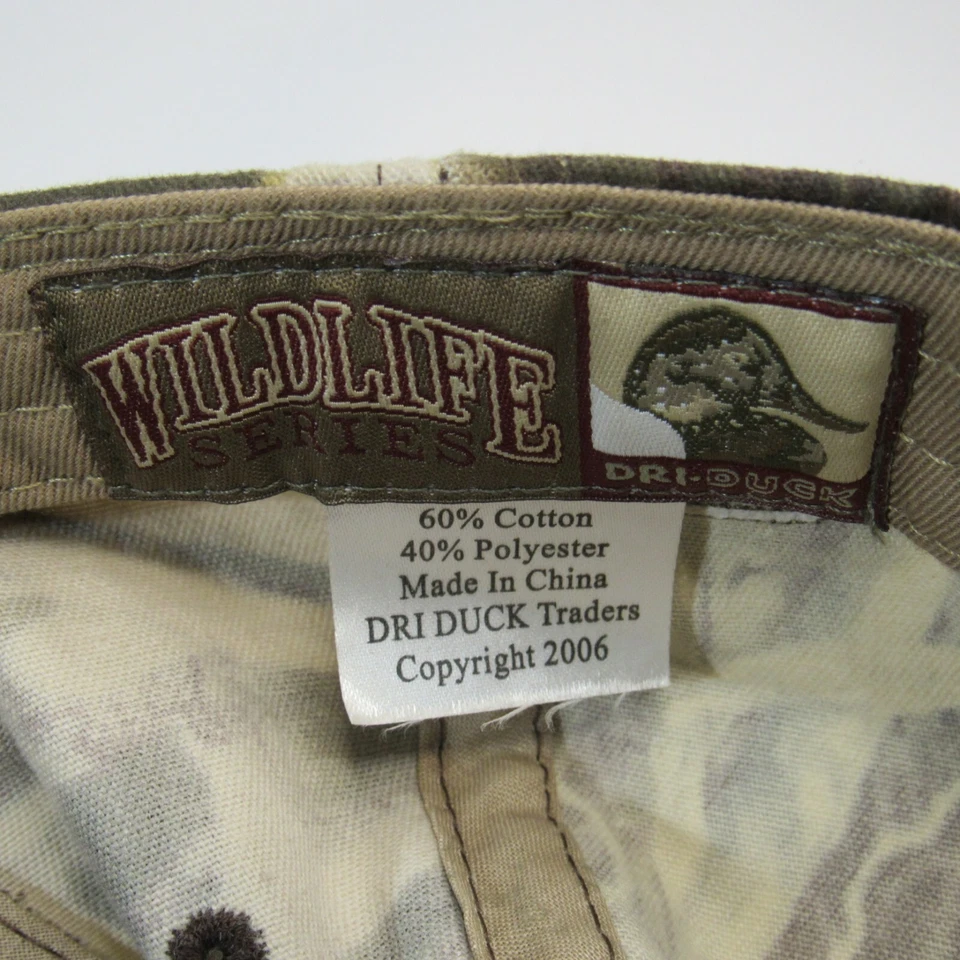 WILDLIFE
SERIES
DRI-DUCK
60% Cotton
40% Polyester
Made In China
DRI DUCK Traders
Copyright 2006